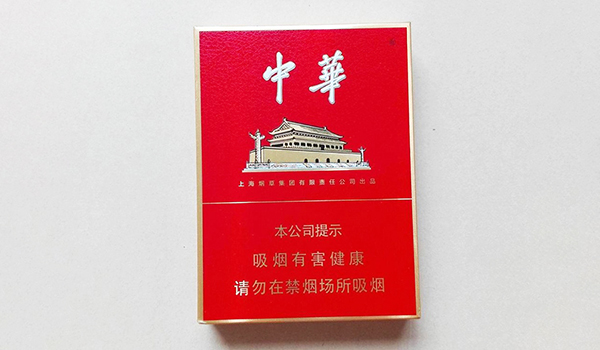 中華
上海烟草集团有限责任公司出品
本公司提示
吸烟有害健康
请勿在禁烟场所吸烟